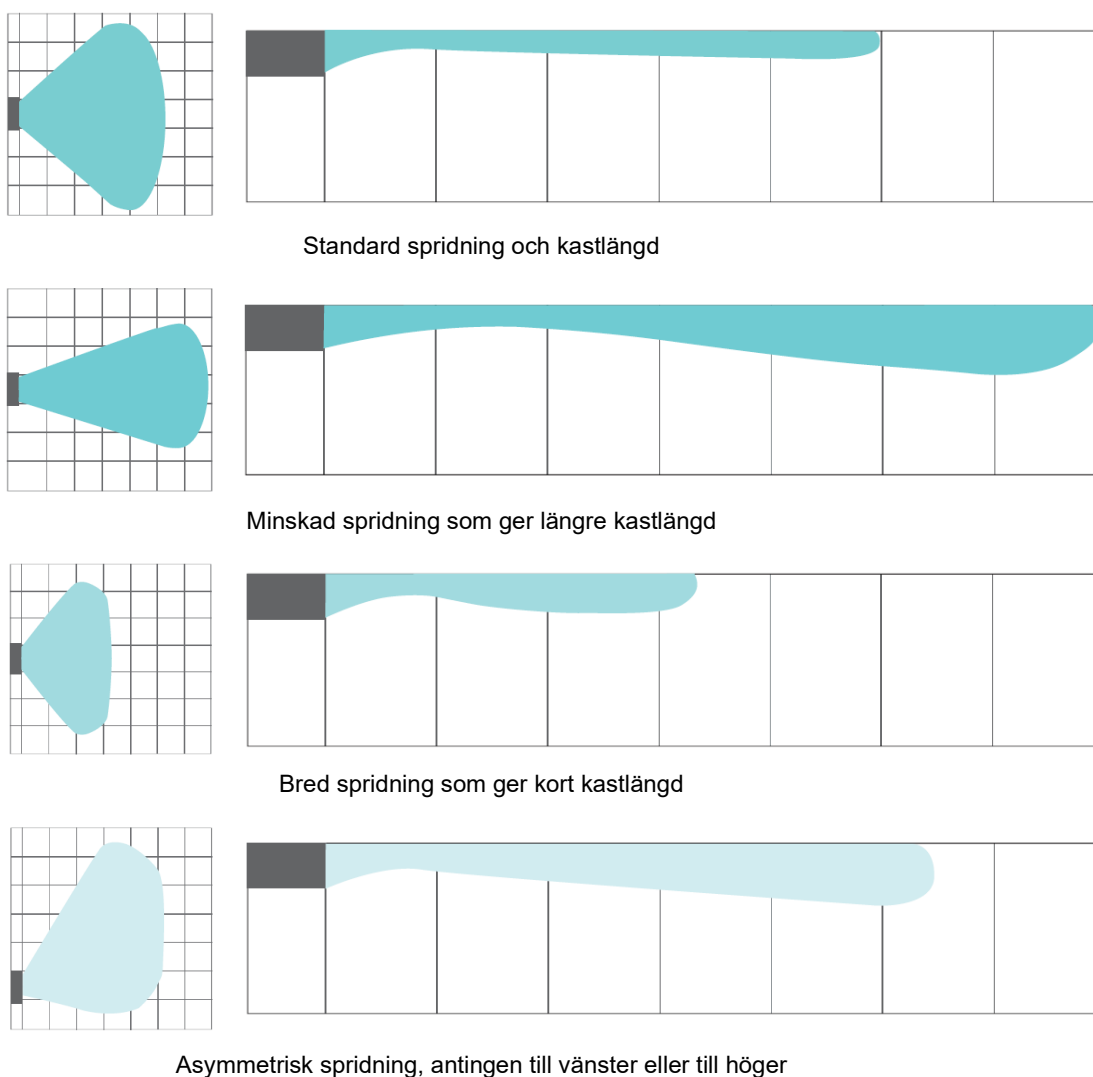 Standard spridning och kastlängd
Minskad spridning som ger längre kastlängd
Bred spridning som ger kort kastlängd
Asymmetrisk spridning, antingen till vänster eller till höger